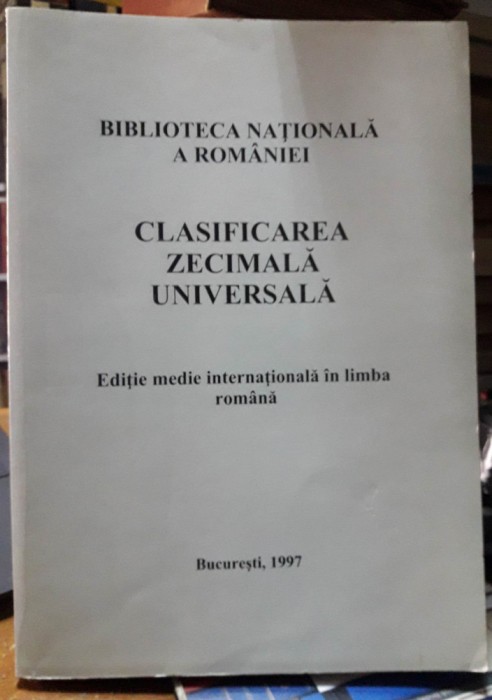 BIBLIOTECA NAȚIONALĂ
A ROMÂNIEI
CLASIFICAREA
ZECIMALĂ
UNIVERSALĂ
Ediție medie internațională în limba
română
București, 1997